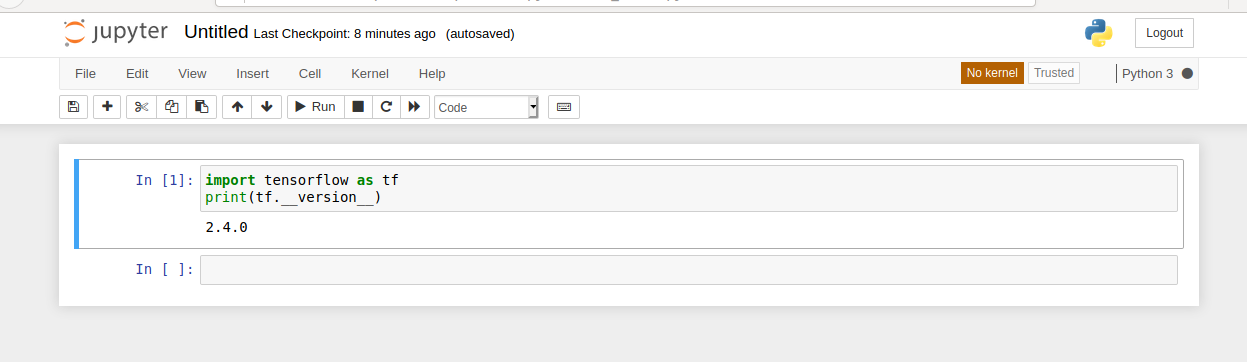 jupyter Untitled Last Checkpoint: 8 minutes ago (autosaved) Logout
File Edit View Insert Cell Kernel Help No kernel Trusted Python 3
Run Code
In [1]: import tensorflow as tf
print(tf.__version__)
2.4.0
In [ ]: